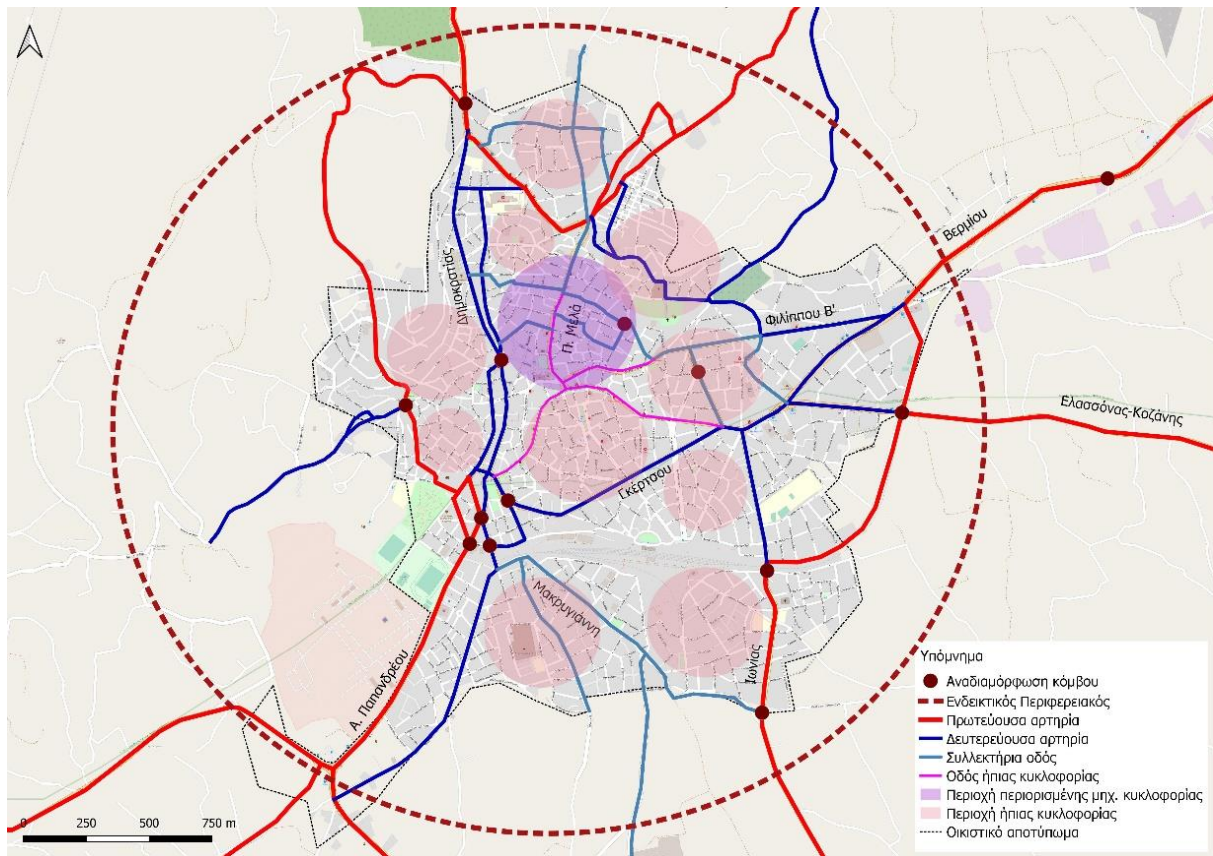 Βερμίου
Δημοκρατίας
Π. Μελά
Φιλίππου Β'
Ελασσόνας-Κοζάνης
Γκέρτσου
Μακρυγιάννη
Ιωνίας
Α. Παπανδρέου
Υπόμνημα
Αναδιαμόρφωση κόμβου
Ενδεικτικός Περιφερειακός
Πρωτεύουσα αρτηρία
Δευτερεύουσα αρτηρία
Συλλεκτήρια οδός
Οδός ήπιας κυκλοφορίας
Περιοχή περιορισμένης μηχ. κυκλοφορίας
Περιοχή ήπιας κυκλοφορίας
Οικιστικό αποτύπωμα
0 250 500 750 m